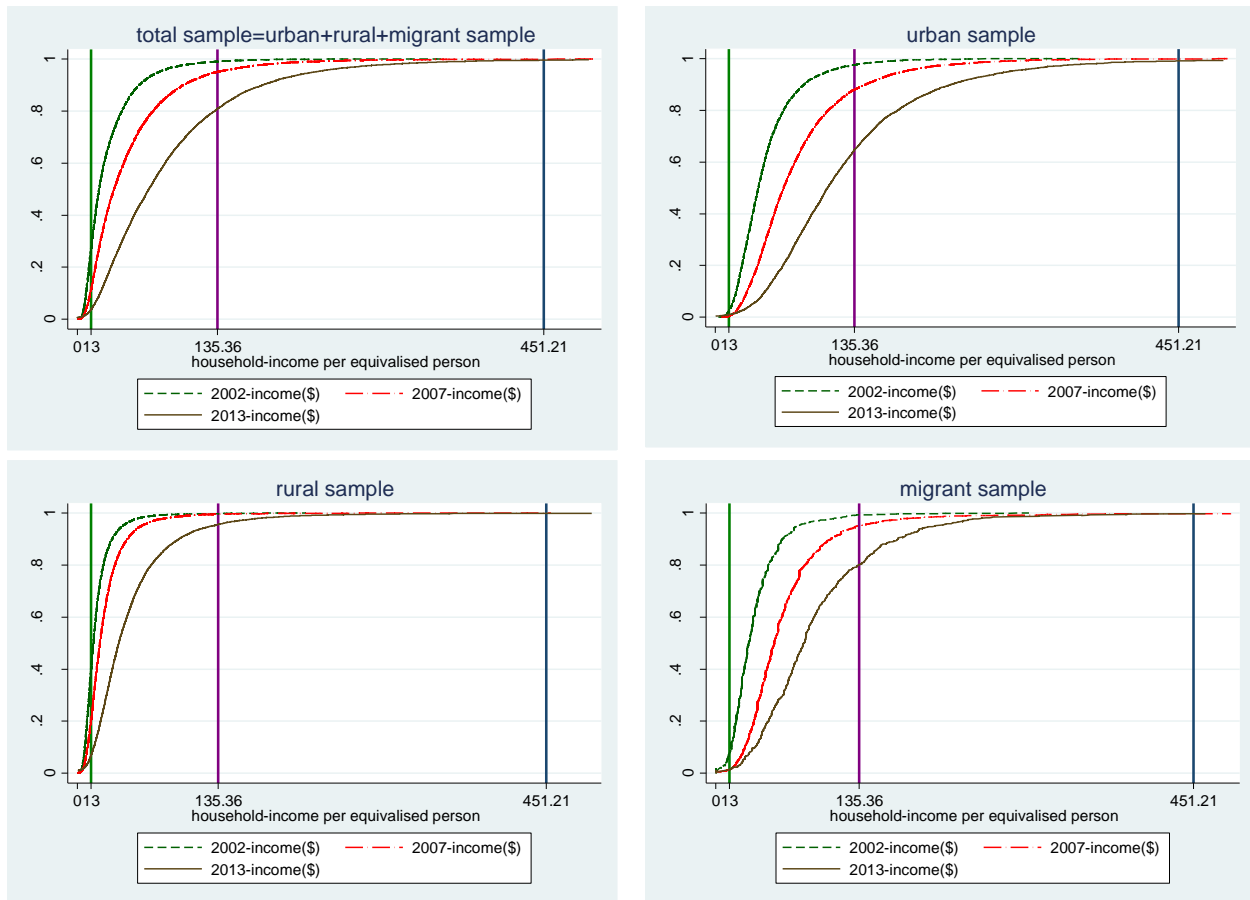 total sample=urban+rural+migrant sample
1
.8
.6
.4
.2
0
013 135.36 451.21
household-income per equivalised person
2002-income($) 2007-income($)
2013-income($)
urban sample
1
.8
.6
.4
.2
0
013 135.36 451.21
household-income per equivalised person
2002-income($) 2007-income($)
2013-income($)
rural sample
1
.8
.6
.4
.2
0
013 135.36 451.21
household-income per equivalised person
2002-income($) 2007-income($)
2013-income($)
migrant sample
1
.8
.6
.4
.2
0
013 135.36 451.21
household-income per equivalised person
2002-income($) 2007-income($)
2013-income($)